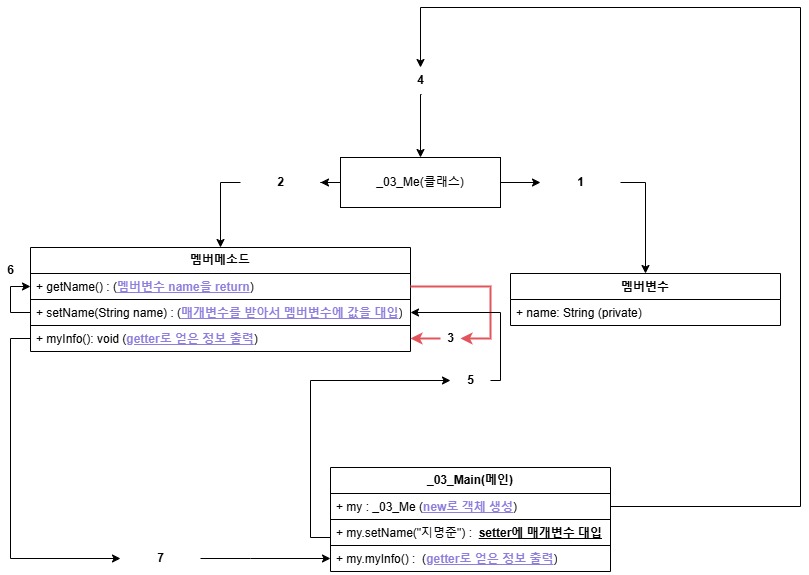 4
_03_Me(클래스)
2
1
멤버메소드
6
+ getName() : (멤버변수 name을 return)
+ setName(String name) : (매개변수를 받아서 멤버변수에 값을 대입)
+ myInfo(): void (getter로 얻은 정보 출력)
3
멤버변수
+ name: String (private)
5
_03_Main(메인)
+ my : _03_Me (new로 객체 생성)
+ my.setName("지명준") : setter에 매개변수 대입
+ my.myInfo() : (getter로 얻은 정보 출력)
7